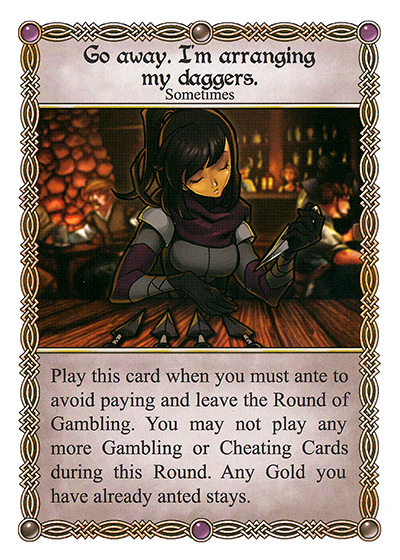 Go away. I'm arranging
my daggers.
Sometimes
Play this card when you must ante to
avoid paying and leave the Round of
Gambling. You may not play any
more Gambling or Cheating Cards
during this Round. Any Gold you
have already anted stays.